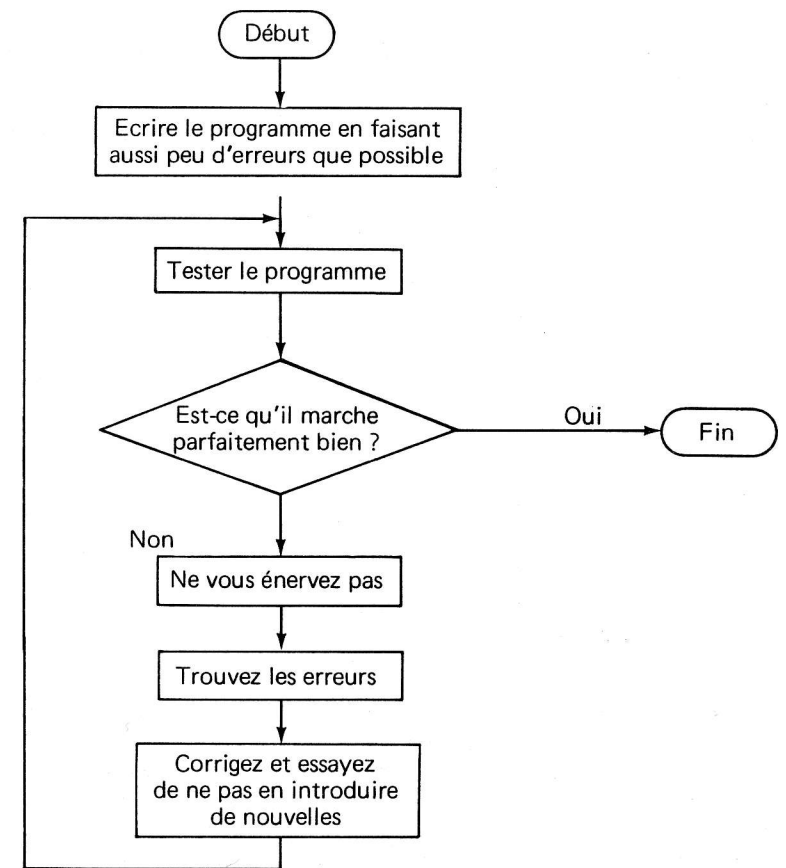 Début
Ecrire le programme en faisant
aussi peu d'erreurs que possible
Tester le programme
Est-ce qu'il marche
parfaitement bien ?
Oui
Fin
Non
Ne vous énervez pas
Trouvez les erreurs
Corrigez et essayez
de ne pas en introduire
de nouvelles